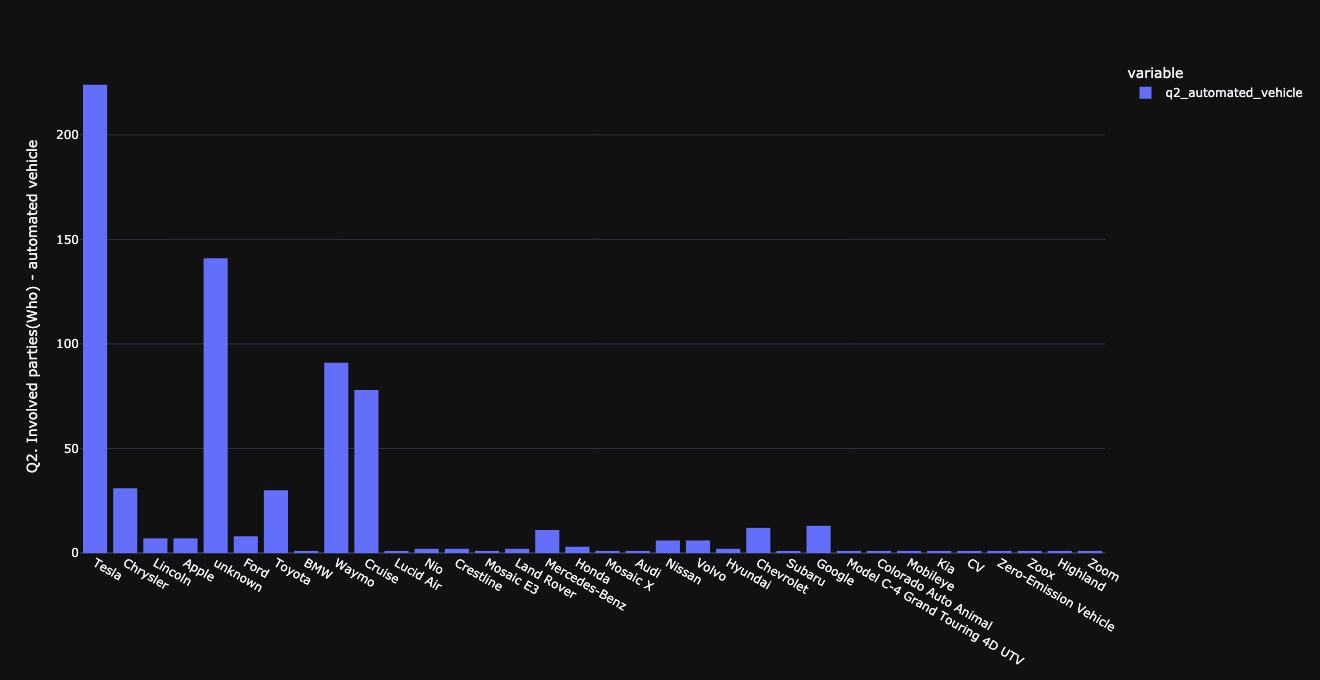 variable
q2_automated_vehicle
Q2. Involved parties(Who) - automated vehicle
200
150
100
50
0
Tesla
Chrysler
Lincoln
Apple
unknown
Ford
Toyota
BMW
Waymo
Cruise
Lucid Air
Nio
Crestline
Mosaic E3
Land Rover
Mercedes-Benz
Honda
Mosaic X
Audi
Nissan
Volvo
Hyundai
Chevrolet
Subaru
Google
Model C-4 Grand Touring 4D UTV
Colorado Auto Animal
Mobileye
Kia
CV
Zero-Emission Vehicle
Zoox
Highland
Zoom